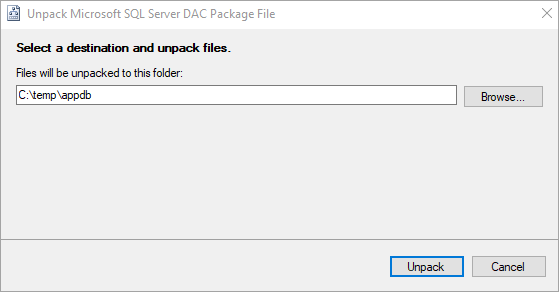 Unpack Microsoft SQL Server DAC Package File
Select a destination and unpack files.
Files will be unpacked to this folder:
C:\temp\appdb
Browse...
Unpack
Cancel